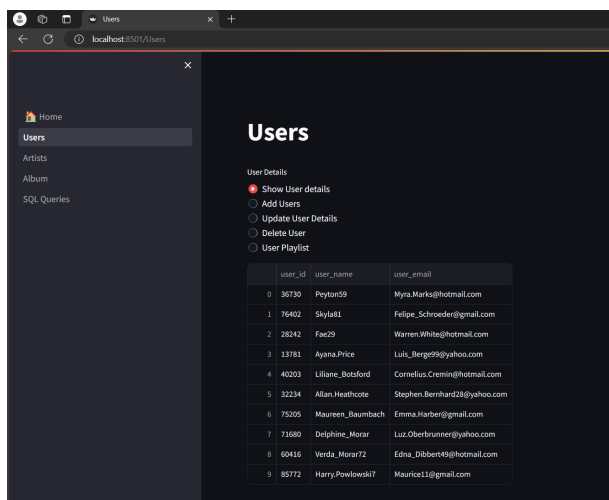 Users
localhost:8501/Users
Home
Users
Artists
Album
SQL Queries
Users
User Details
Show User details
Add Users
Update User Details
Delete User
User Playlist
user_id user_name user_email
0 36730 Peyton59 Myra.Marks@hotmail.com
1 76402 Skyla81 Felipe_Schroeder@gmail.com
2 28242 Fae29 Warren.White@hotmail.com
3 13781 Ayana.Price Luis_Berge99@yahoo.com
4 40203 Liliane_Botsford Cornelius.Cremin@hotmail.com
5 32234 Allan.Heathcote Stephen.Bernhard28@yahoo.com
6 75205 Maureen_Baumbach Emma.Harber@gmail.com
7 71680 Delphine_Morar Luz.Oberbrunner@yahoo.com
8 60416 Verda_Morar72 Edna_Dibbert49@hotmail.com
9 85772 Harry.Powlowski7 Maurice11@gmail.com